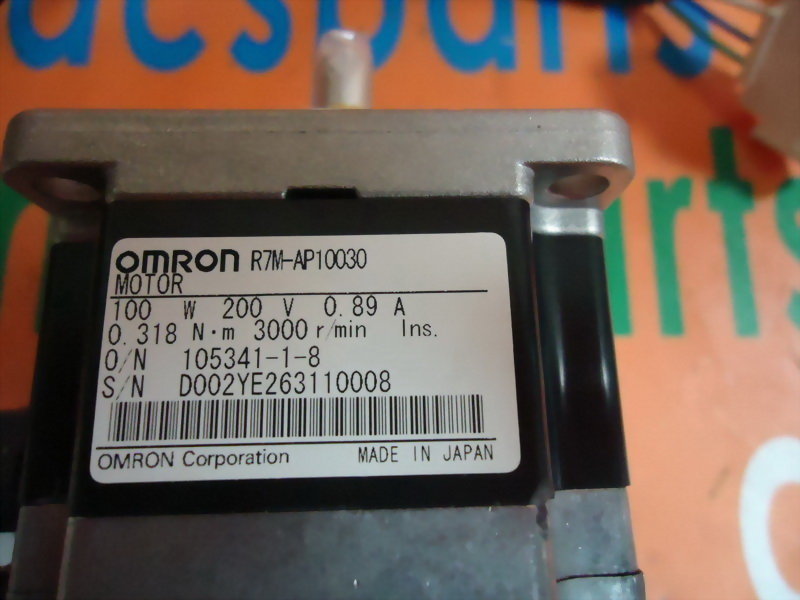 acsparts
OMRON R7M-AP10030
MOTOR
100 W 200 V 0.89 A
0.318 N·m 3000 r/min Ins.
O/N 105341-1-8
S/N D002YE263110008
OMRON Corporation MADE IN JAPAN